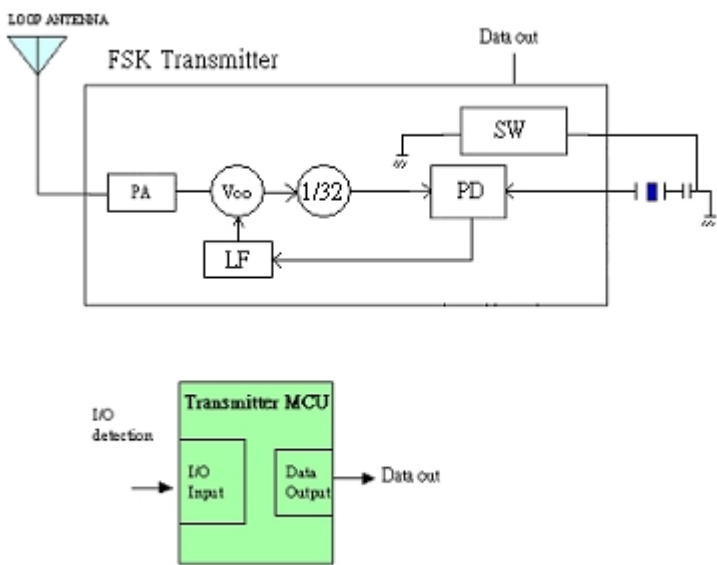 LOOP ANTENNA
FSK Transmitter
Data out
SW
PA
Vco
1/32
PD
LF
Transmitter MCU
I/O
detection
I/O
Input
Data
Output
Data out